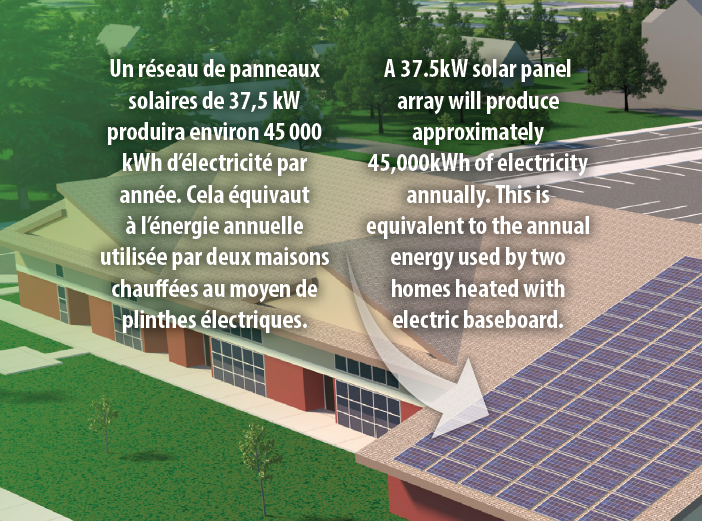 Un réseau de panneaux
solaires de 37,5 kW
produira environ 45 000
kWh d'électricité par
année. Cela équivaut
à l'énergie annuelle
utilisée par deux maisons
chauffées au moyen de
plinthes électriques.
A 37.5kW solar panel
array will produce
approximately
45,000kWh of electricity
annually. This is
equivalent to the annual
energy used by two
homes heated with
electric baseboard.